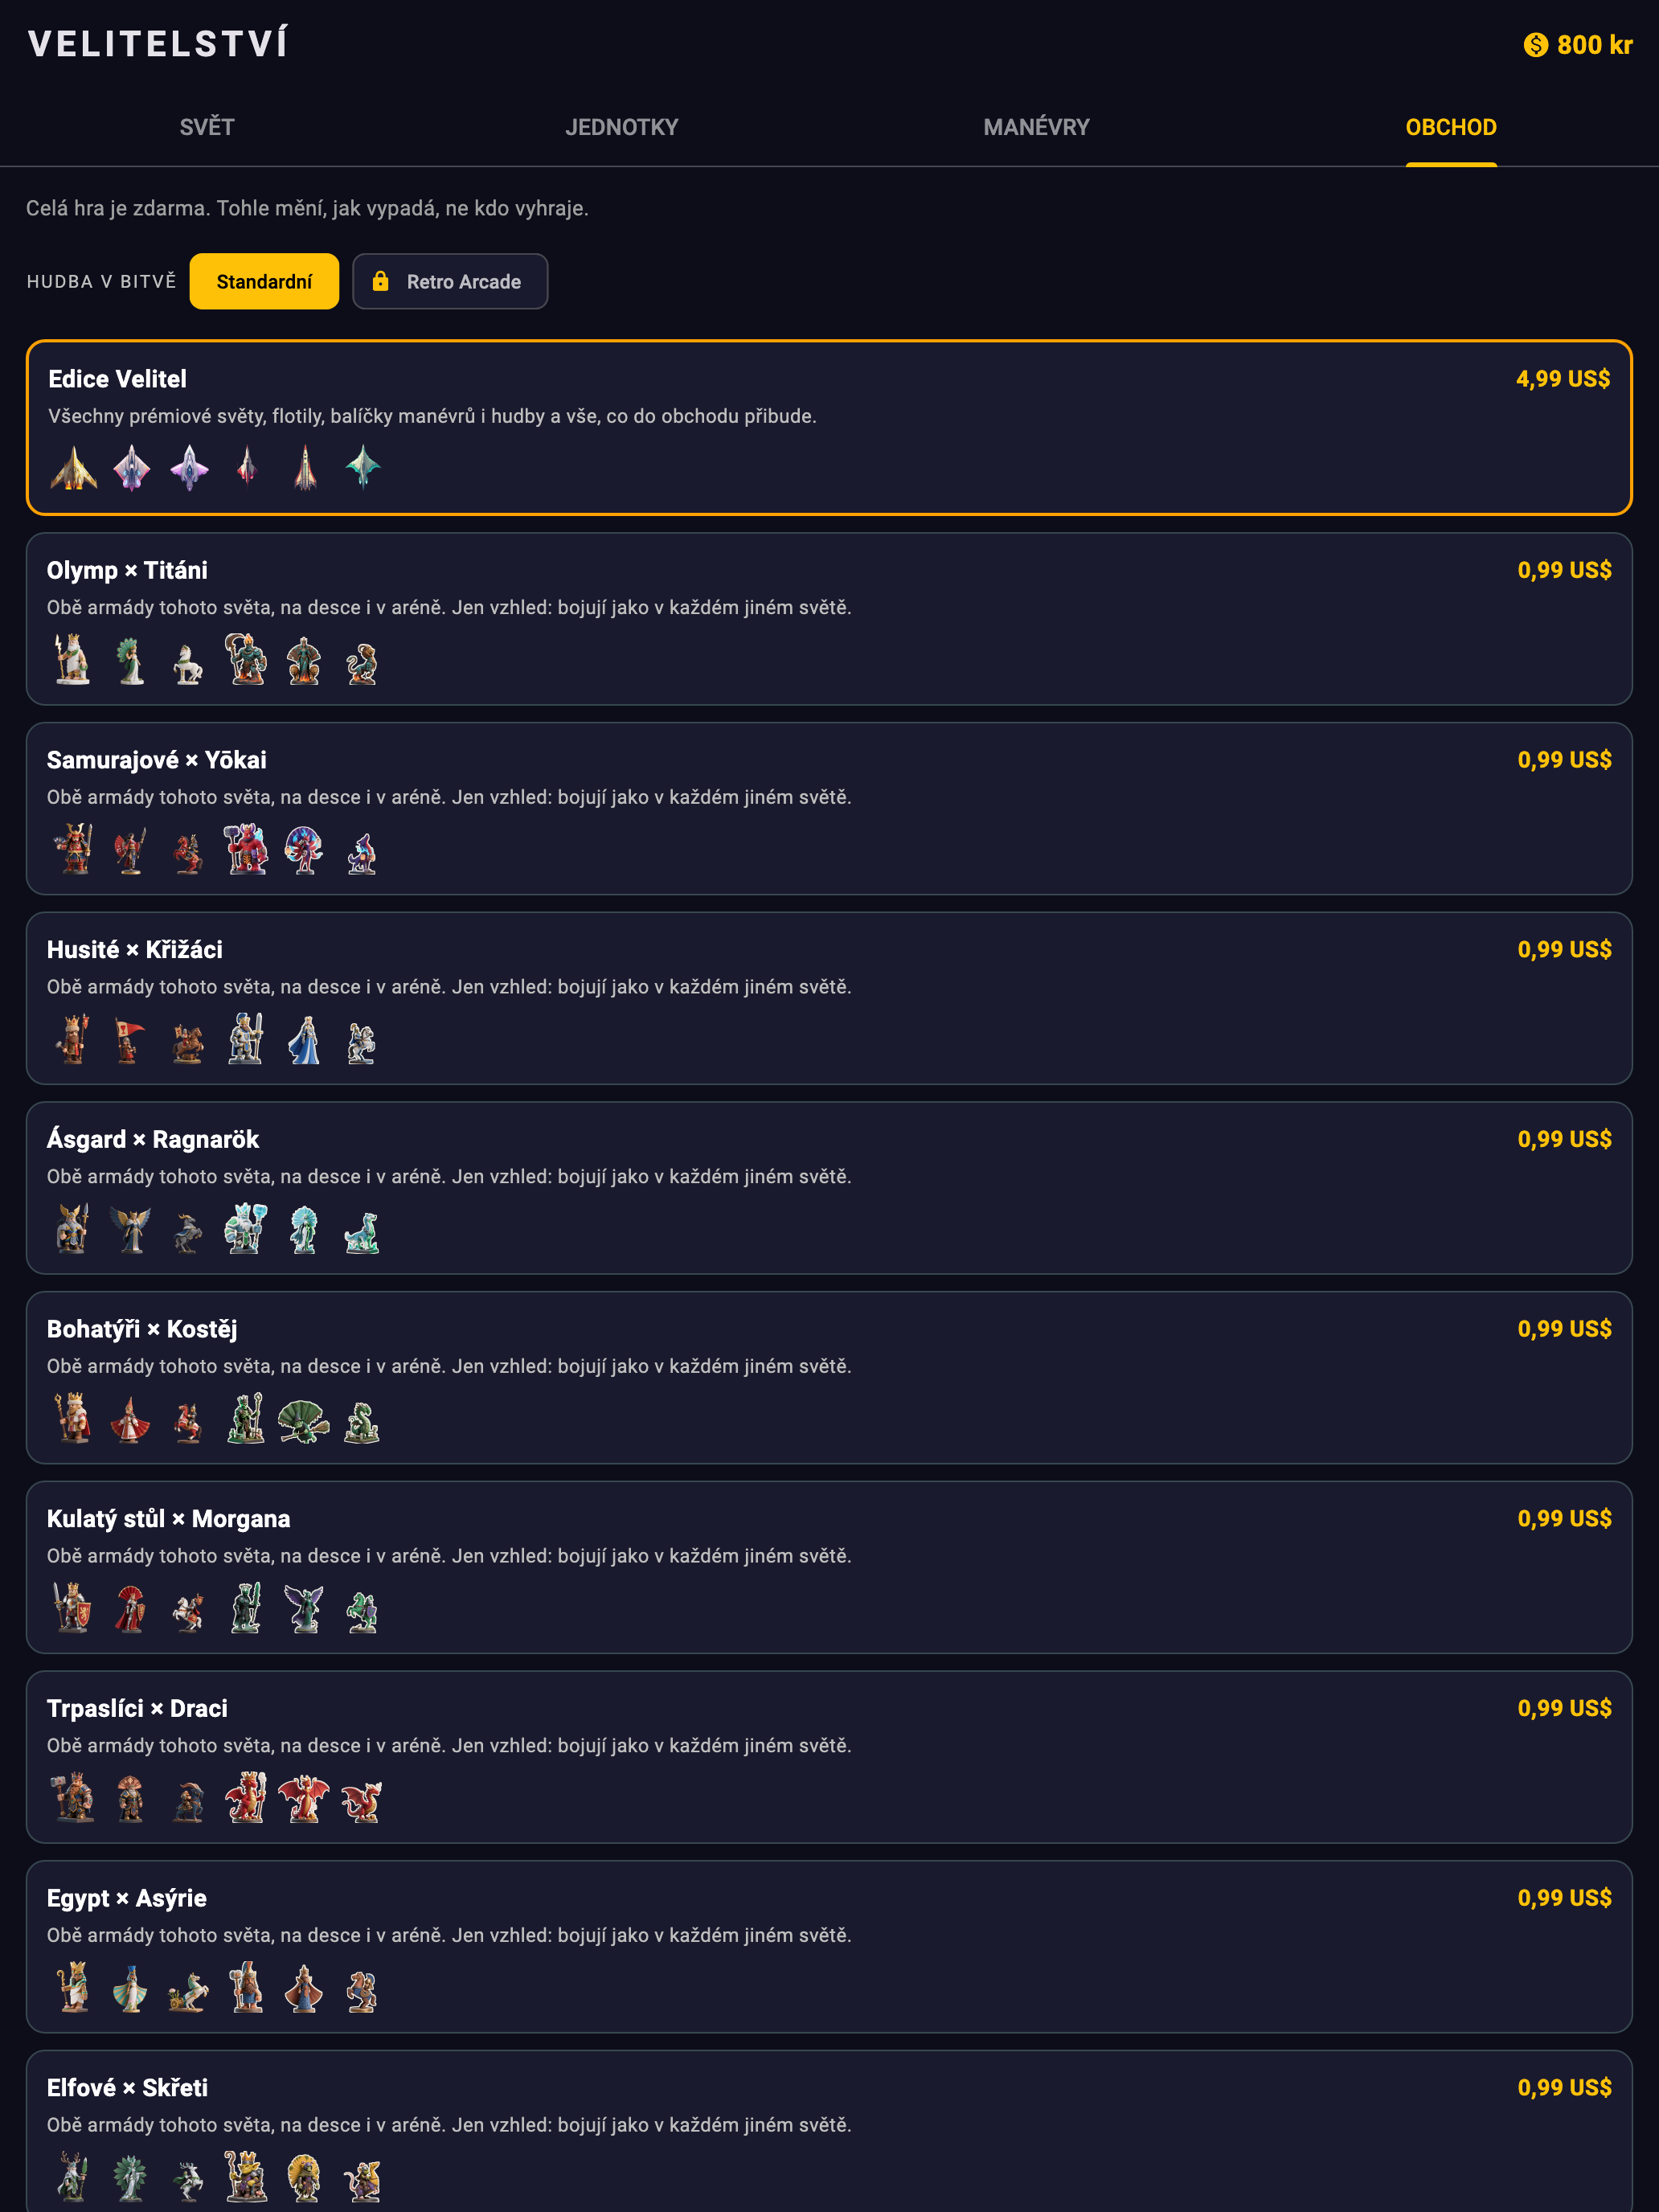 VELITELSTVÍ
800 kr
SVĚT
JEDNOTKY
MANÉVRY
OBCHOD
Celá hra je zdarma. Tohle mění, jak vypadá, ne kdo vyhraje.
HUDBA V BITVĚ
Standardní
Retro Arcade
Edice Velitel
4,99 US$
Všechny prémiové světy, flotily, balíčky manévrů i hudby a vše, co do obchodu přibude.
Olymp × Titáni
0,99 US$
Obě armády tohoto světa, na desce i v aréně. Jen vzhled: bojují jako v každém jiném světě.
Samurajové × Yōkai
0,99 US$
Obě armády tohoto světa, na desce i v aréně. Jen vzhled: bojují jako v každém jiném světě.
Husité × Křižáci
0,99 US$
Obě armády tohoto světa, na desce i v aréně. Jen vzhled: bojují jako v každém jiném světě.
Ásgard × Ragnarök
0,99 US$
Obě armády tohoto světa, na desce i v aréně. Jen vzhled: bojují jako v každém jiném světě.
Bohatýři × Kostěj
0,99 US$
Obě armády tohoto světa, na desce i v aréně. Jen vzhled: bojují jako v každém jiném světě.
Kulatý stůl × Morgana
0,99 US$
Obě armády tohoto světa, na desce i v aréně. Jen vzhled: bojují jako v každém jiném světě.
Trpaslíci × Draci
0,99 US$
Obě armády tohoto světa, na desce i v aréně. Jen vzhled: bojují jako v každém jiném světě.
Egypt × Asýrie
0,99 US$
Obě armády tohoto světa, na desce i v aréně. Jen vzhled: bojují jako v každém jiném světě.
Elfové × Skřeti
0,99 US$
Obě armády tohoto světa, na desce i v aréně. Jen vzhled: bojují jako v každém jiném světě.